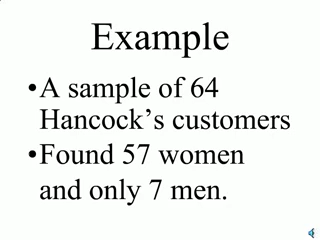 Example
•A sample of 64
Hancock's customers
•Found 57 women
and only 7 men.